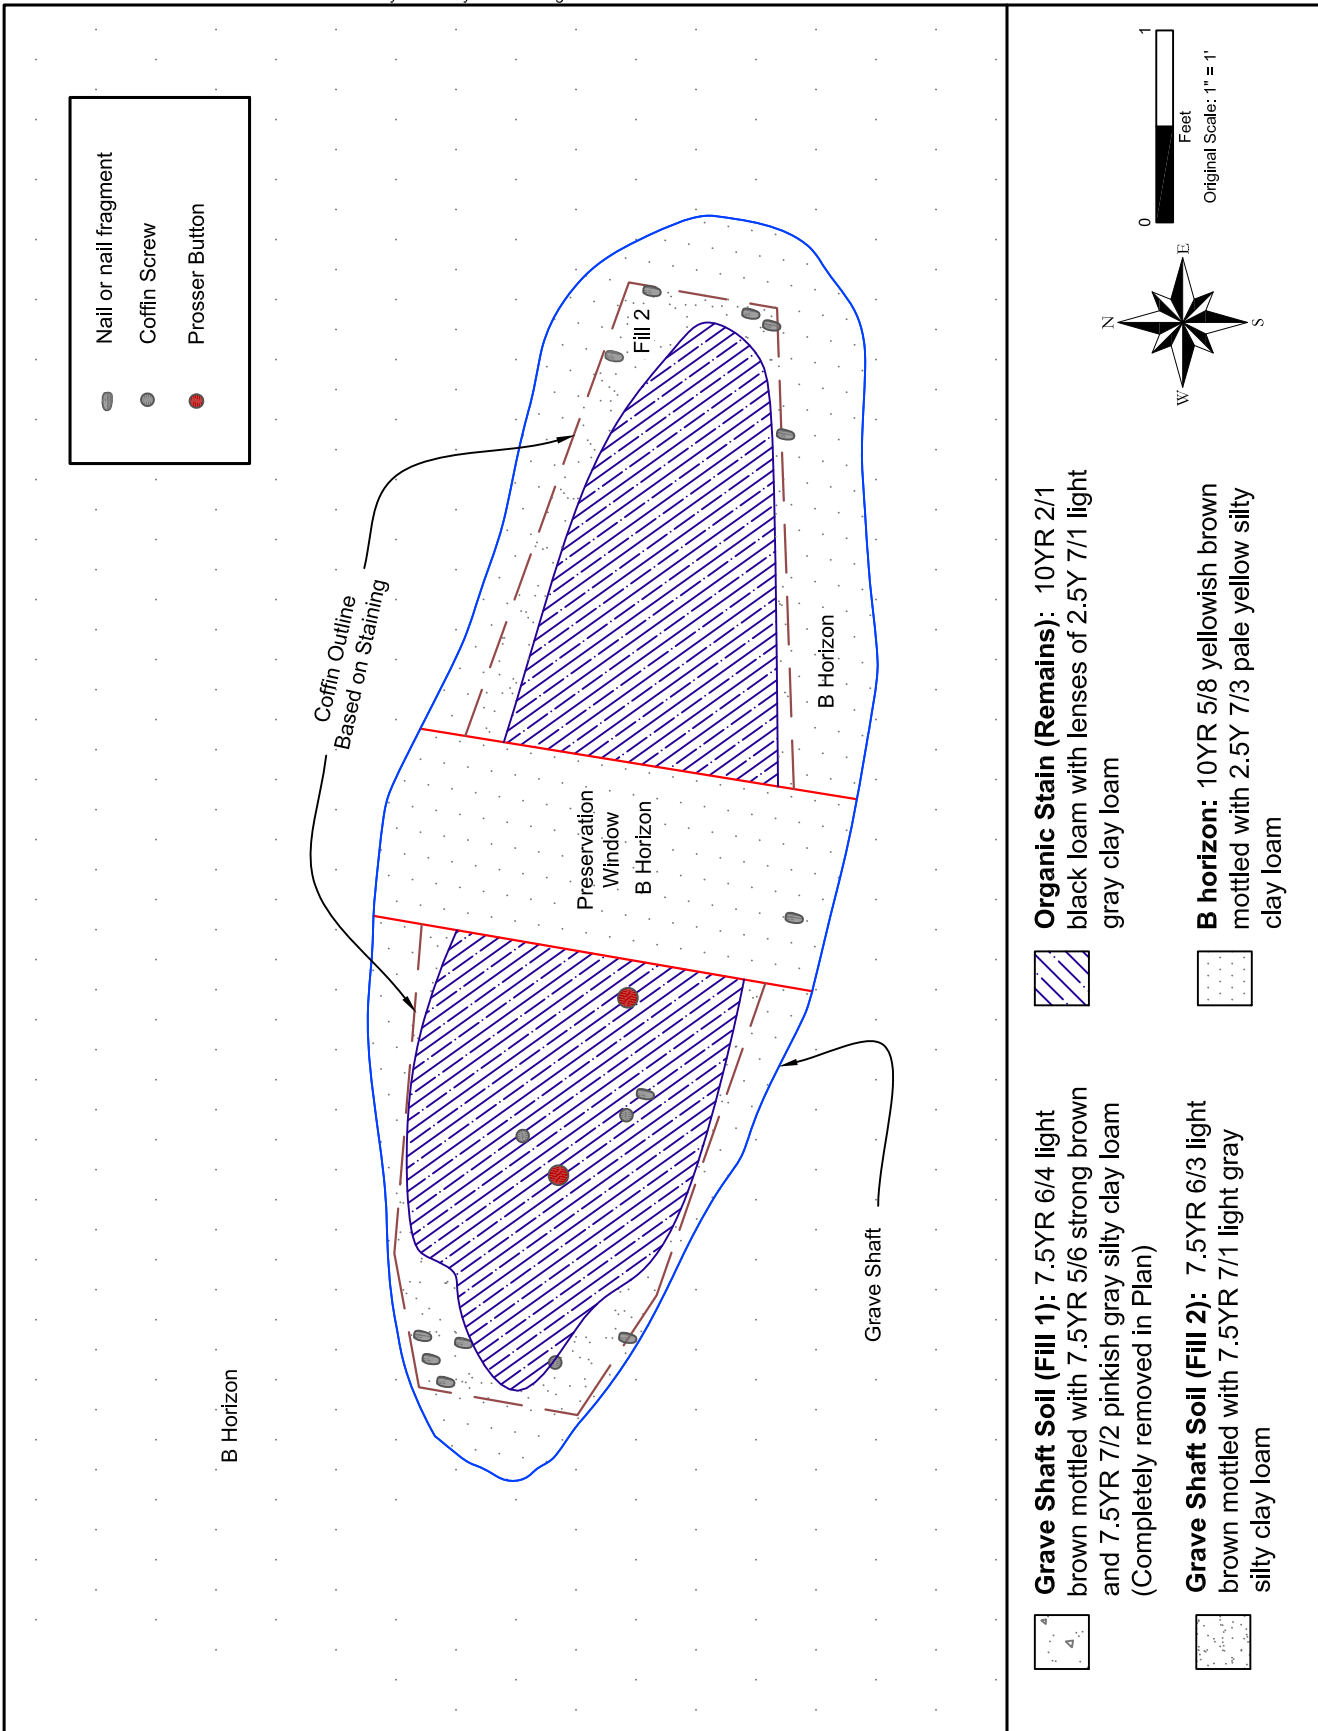 Nail or nail fragment
Coffin Screw
Prosser Button
Coffin Outline
Based on Staining
Fill 2
B Horizon
Preservation
Window
B Horizon
Grave Shaft
B Horizon
Grave Shaft Soil (Fill 1): 7.5YR 6/4 light
brown mottled with 7.5YR 5/6 strong brown
and 7.5YR 7/2 pinkish gray silty clay loam
(Completely removed in Plan)
Grave Shaft Soil (Fill 2): 7.5YR 6/3 light
brown mottled with 7.5YR 7/1 light gray
silty clay loam
Organic Stain (Remains): 10YR 2/1
black loam with lenses of 2.5Y 7/1 light
gray clay loam
B horizon: 10YR 5/8 yellowish brown
mottled with 2.5Y 7/3 pale yellow silty
clay loam
N
E
S
W
0
1
Feet
Original Scale: 1" = 1'